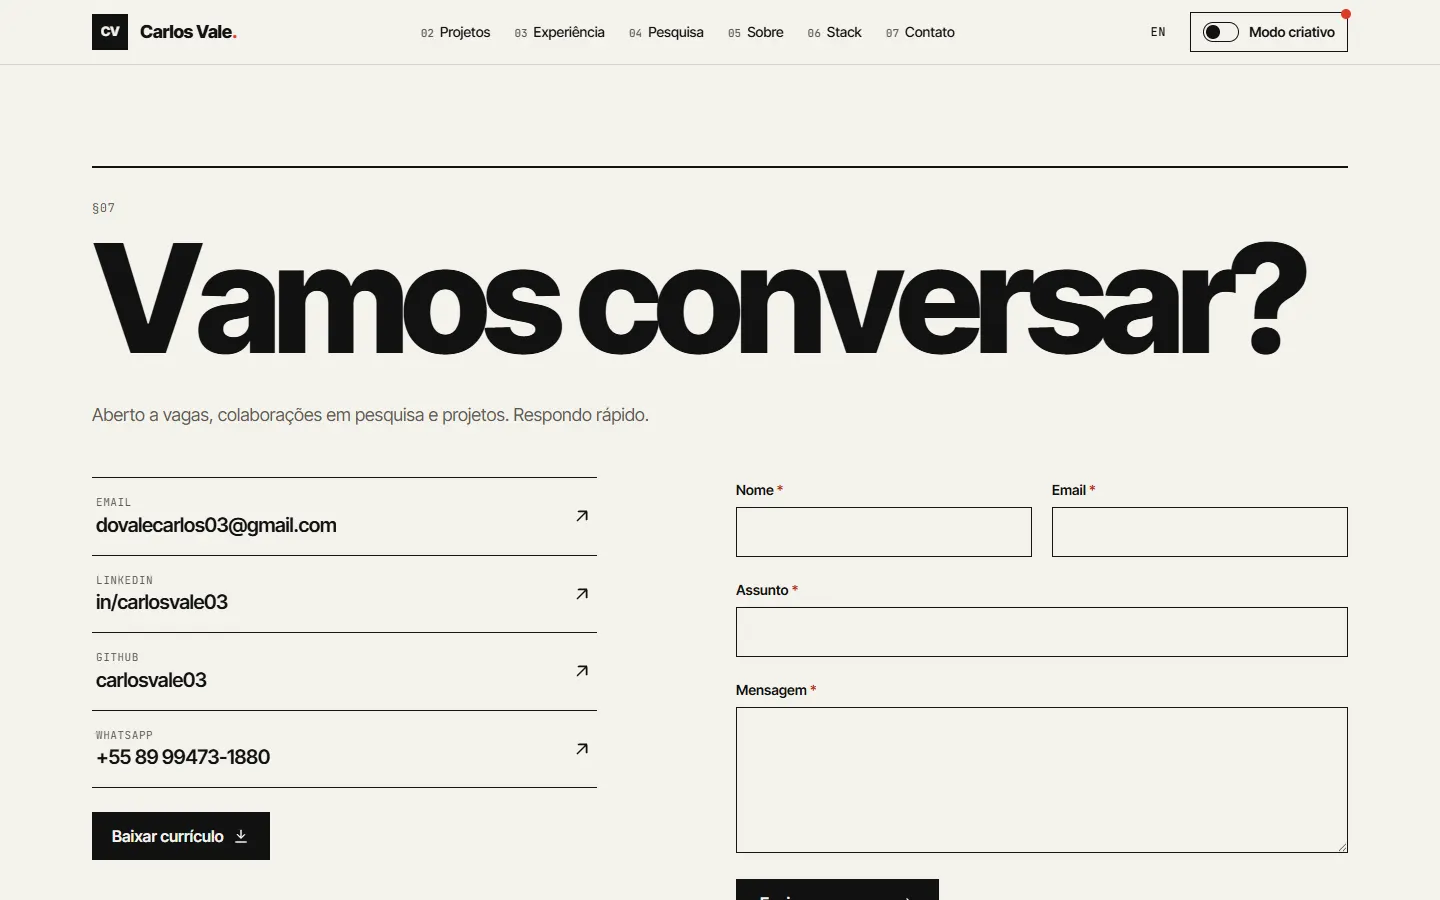 CV Carlos Vale. 02 Projetos 03 Experiência 04 Pesquisa 05 Sobre 06 Stack 07 Contato EN Modo criativo
§07
Vamos conversar?
Aberto a vagas, colaborações em pesquisa e projetos. Respondo rápido.
EMAIL
dovalecarlos03@gmail.com
LINKEDIN
in/carlosvale03
GITHUB
carlosvale03
WHATSAPP
+55 89 99473-1880
Baixar currículo
Nome * Email *
Assunto *
Mensagem *